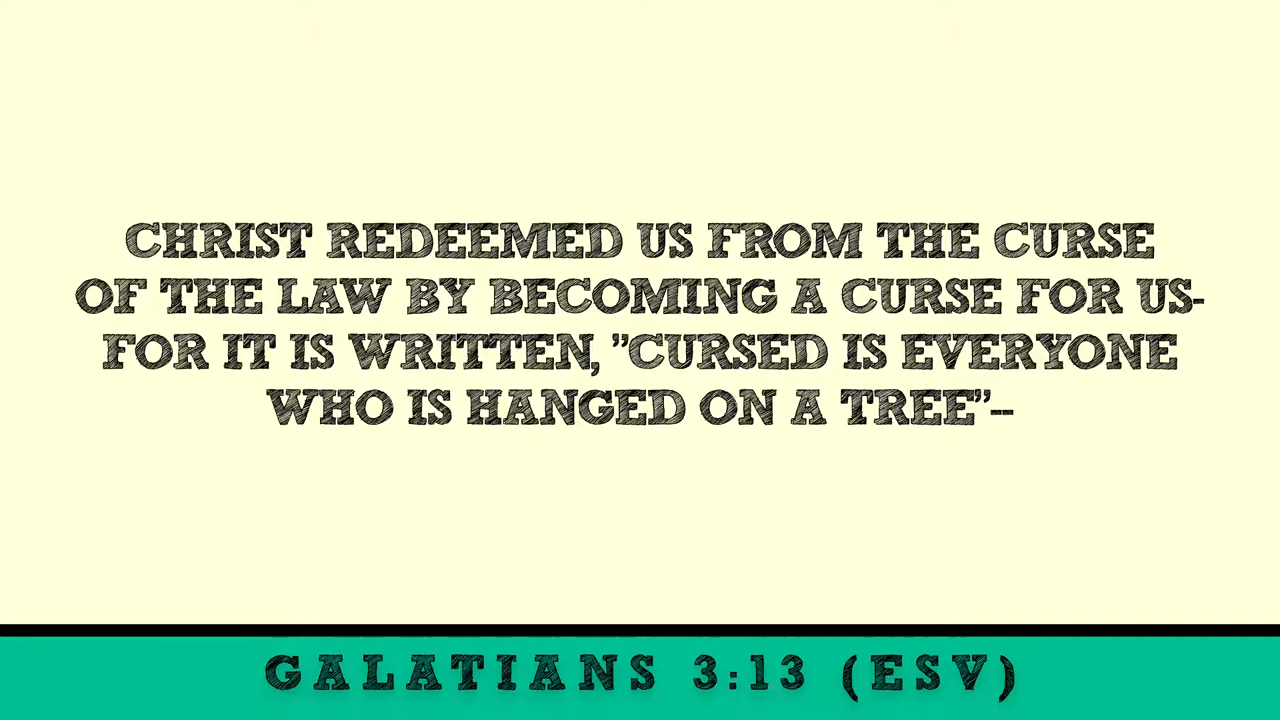 CHRIST REDEEMED US FROM THE CURSE
OF THE LAW BY BECOMING A CURSE FOR US-
FOR IT IS WRITTEN, ”CURSED IS EVERYONE
WHO IS HANGED ON A TREE”--
GALATIANS 3:13 (ESV)